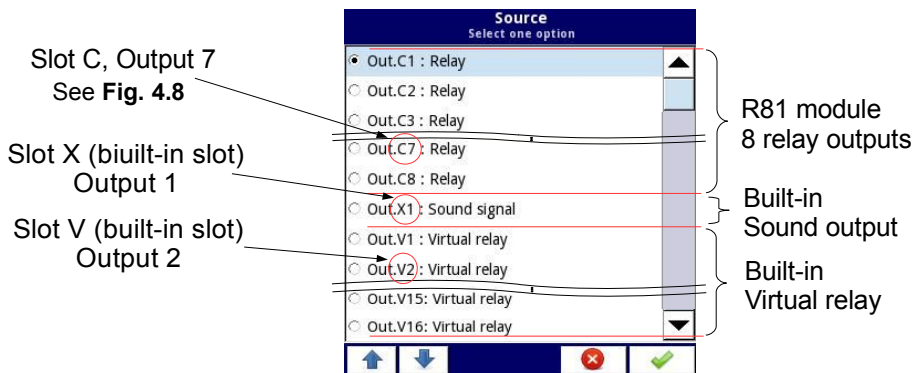 Source
Select one option
Slot C, Output 7
See Fig. 4.8
Slot X (biuilt-in slot)
Output 1
Slot V (built-in slot)
Output 2
Out.C1 : Relay
Out.C2 : Relay
Out.C3 : Relay
Out.C7 : Relay
Out.C8 : Relay
Out.X1 : Sound signal
Out.V1 : Virtual relay
Out.V2 : Virtual relay
Out.V15: Virtual relay
Out.V16: Virtual relay
R81 module
8 relay outputs
Built-in
Sound output
Built-in
Virtual relay